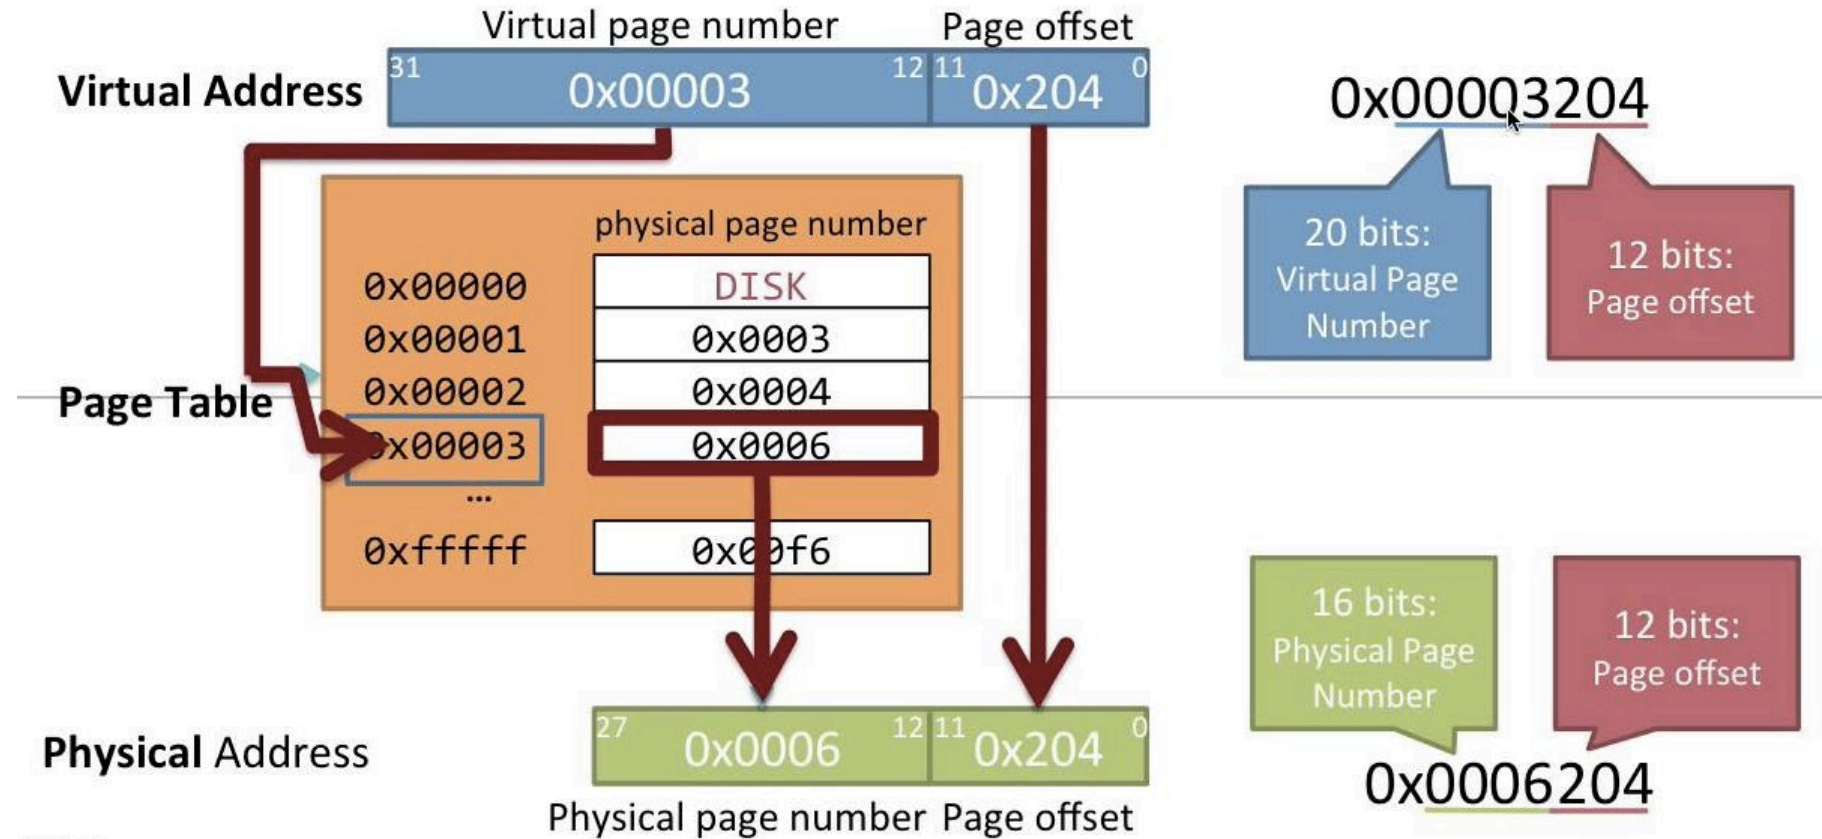 Virtual page number Page offset
Virtual Address 31 0x00003 12 11 0x204 0
0x00003204
20 bits:
Virtual Page
Number
12 bits:
Page offset
physical page number
0x00000 DISK
0x00001 0x0003
0x00002 0x0004
Page Table
0x00003 0x0006
...
0xfffff 0x00f6
16 bits:
Physical Page
Number
12 bits:
Page offset
Physical Address 27 0x0006 12 11 0x204 0
0x0006204
Physical page number Page offset